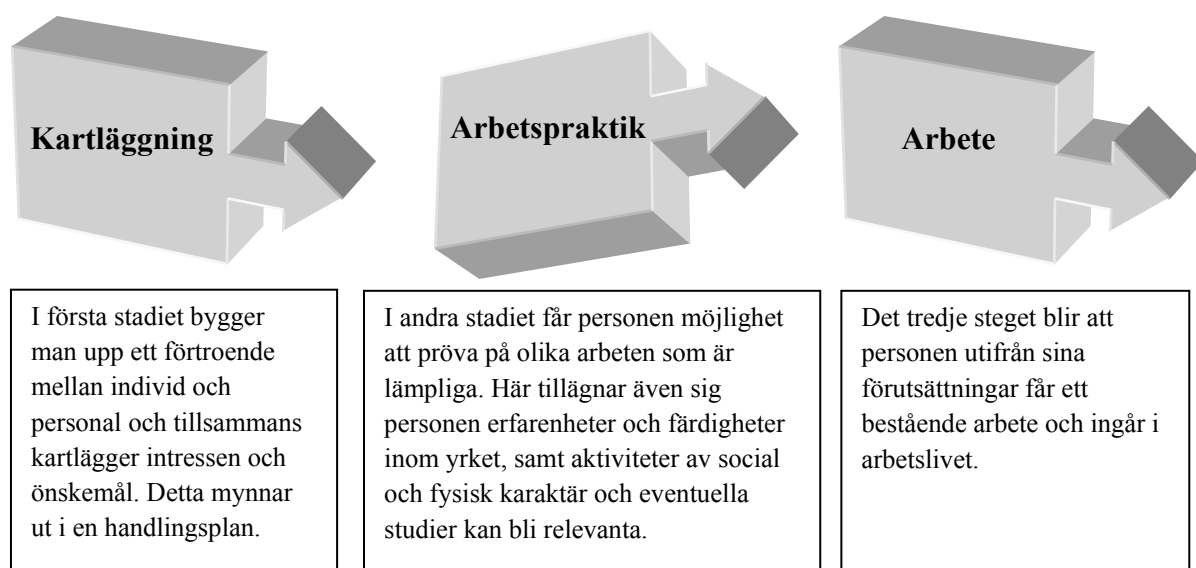 Kartläggning
Arbetspraktik
Arbete
I första stadiet bygger
man upp ett förtroende
mellan individ och
personal och tillsammans
kartlägger intressen och
önskemål. Detta mynnar
ut i en handlingsplan.
I andra stadiet får personen möjlighet
att pröva på olika arbeten som är
lämpliga. Här tillägnar även sig
personen erfarenheter och färdigheter
inom yrket, samt aktiviteter av social
och fysisk karaktär och eventuella
studier kan bli relevanta.
Det tredje steget blir att
personen utifrån sina
förutsättningar får ett
bestående arbete och ingår i
arbetslivet.